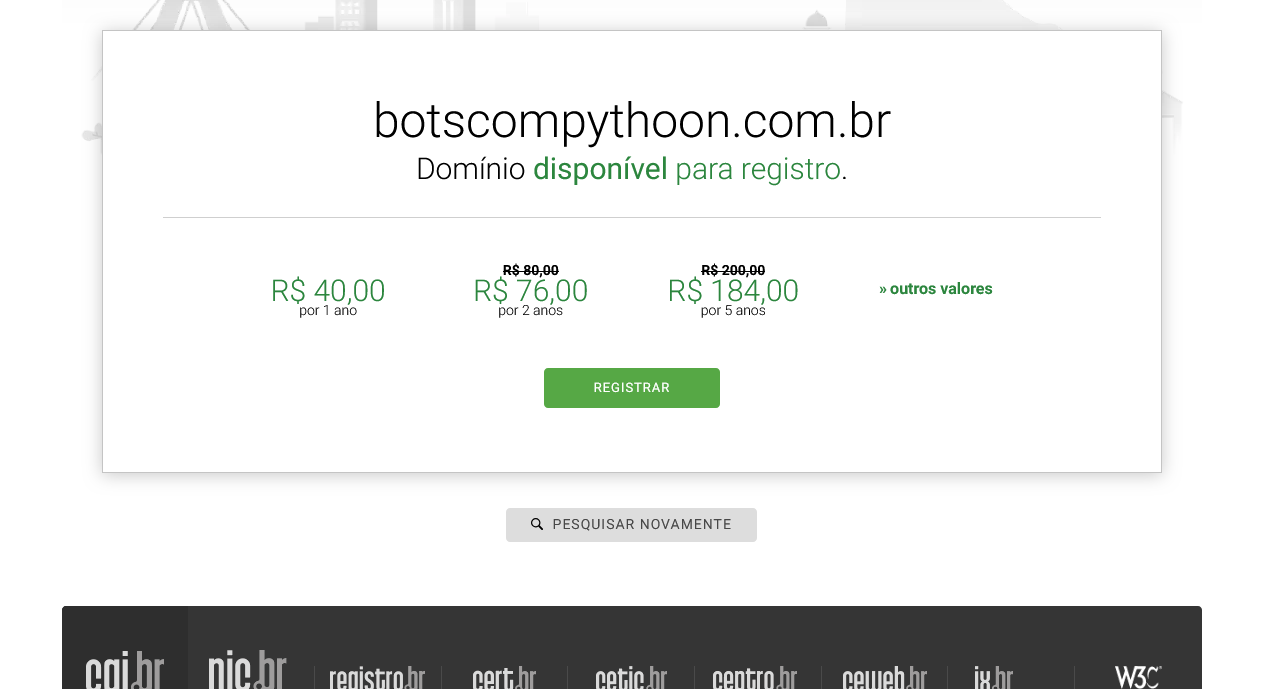 botscompythoon.com.br
Domínio disponível para registro.
R$ 80,00 R$ 200,00
R$ 40,00 R$ 76,00 R$ 184,00 » outros valores
por 1 ano por 2 anos por 5 anos
REGISTRAR
PESQUISAR NOVAMENTE
cgi.br nic.br registro.br cert.br cetic.br ceptro.br ceweb.br ix.br W3C